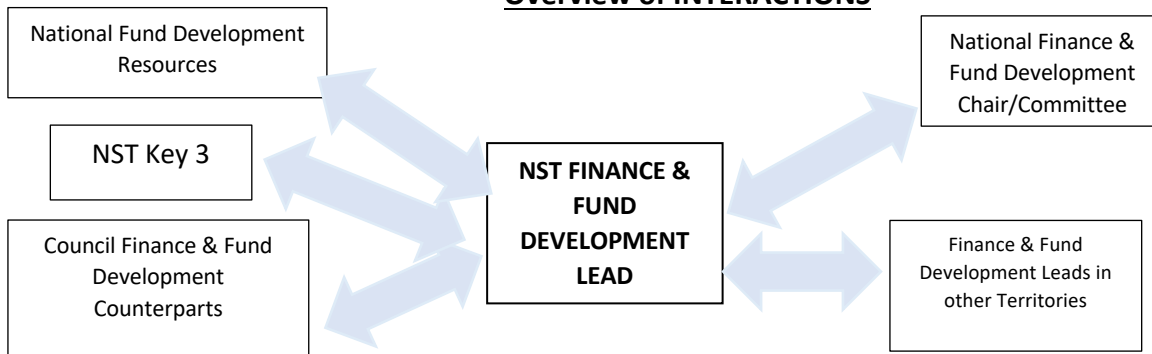 Overview of INTERACTIONS
National Fund Development
Resources
NST Key 3
Council Finance & Fund
Development
Counterparts
NST FINANCE &
FUND
DEVELOPMENT
LEAD
National Finance &
Fund Development
Chair/Committee
Finance & Fund
Development Leads in
other Territories